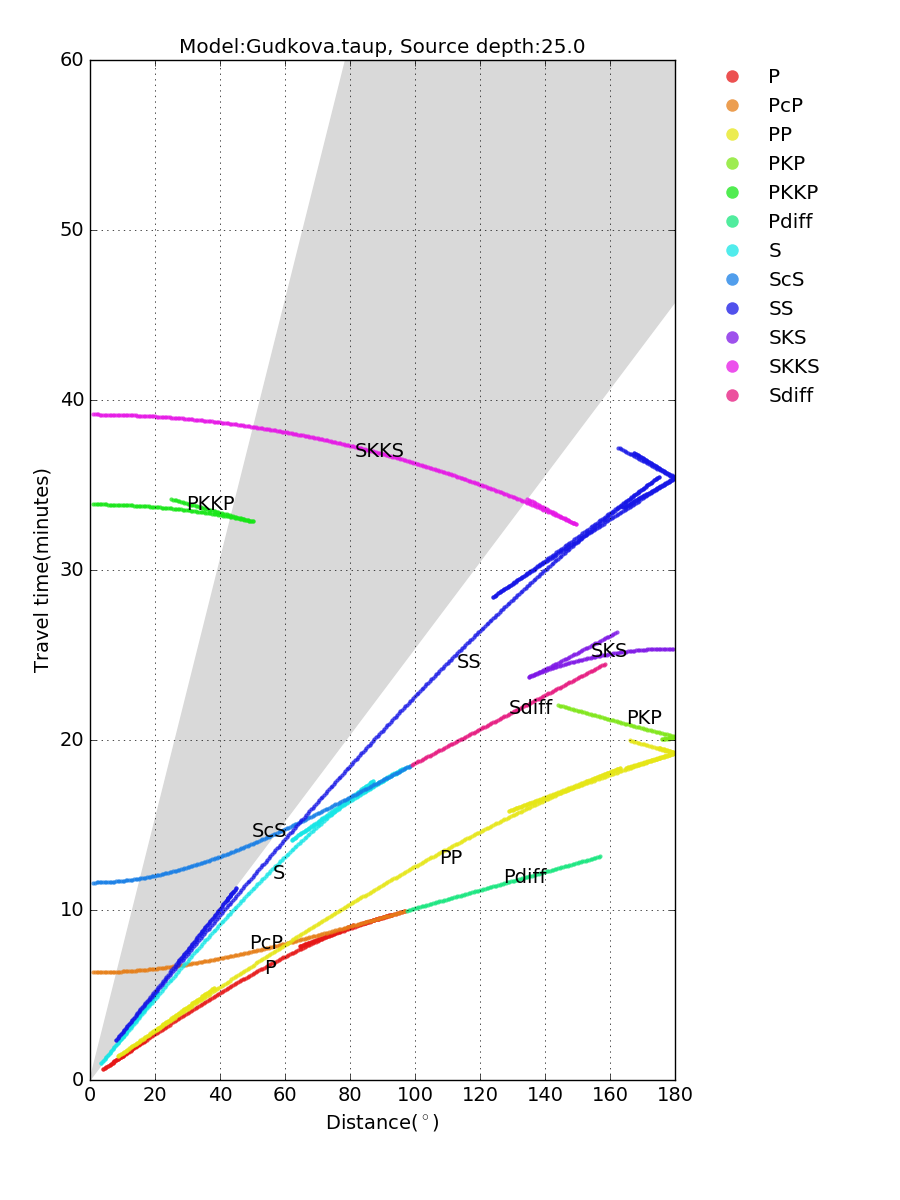 Model:Gudkova.taup, Source depth:25.0
60
50
40
30
20
10
0
Travel time(minutes)
0 20 40 60 80 100 120 140 160 180
Distance(°)
SKKS
PKKP
SS
SKS
Sdiff
PKP
ScS
S
PP
Pdiff
PcP
P
P
PcP
PP
PKP
PKKP
Pdiff
S
ScS
SS
SKS
SKKS
Sdiff